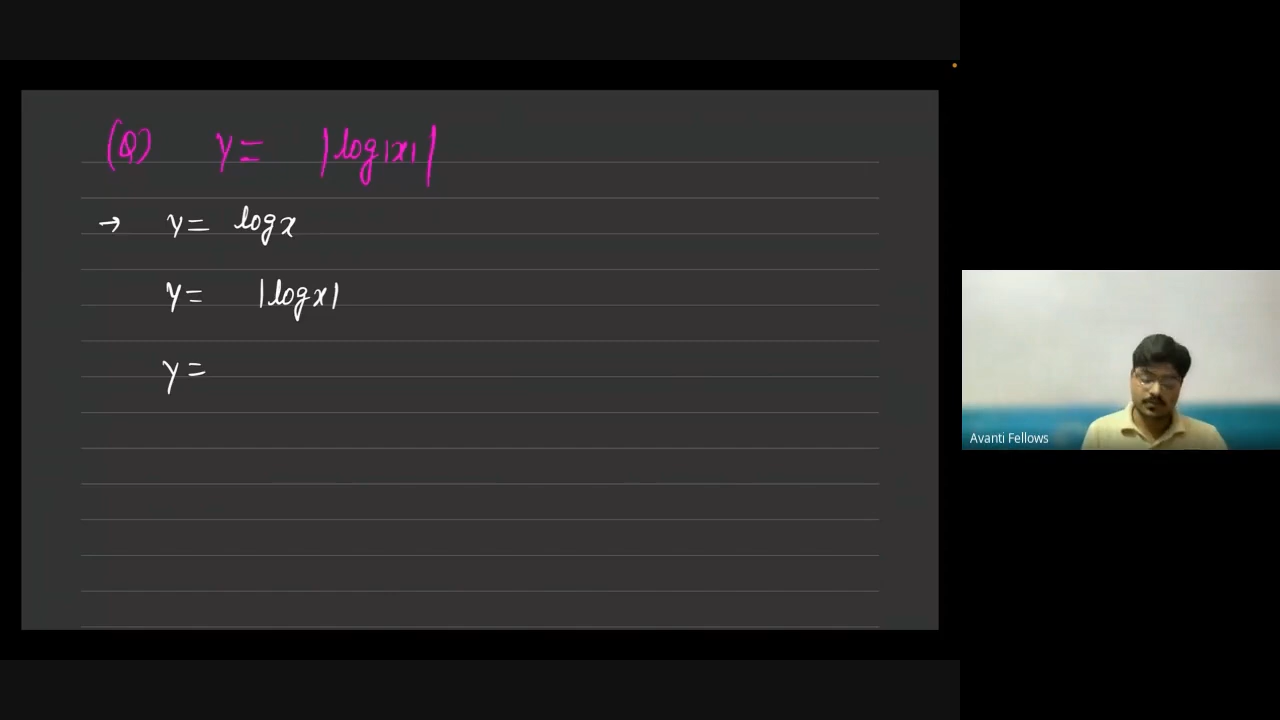 (Q) y = |log|x||
→ y = log x
y = |log x|
y =
Avanti Fellows